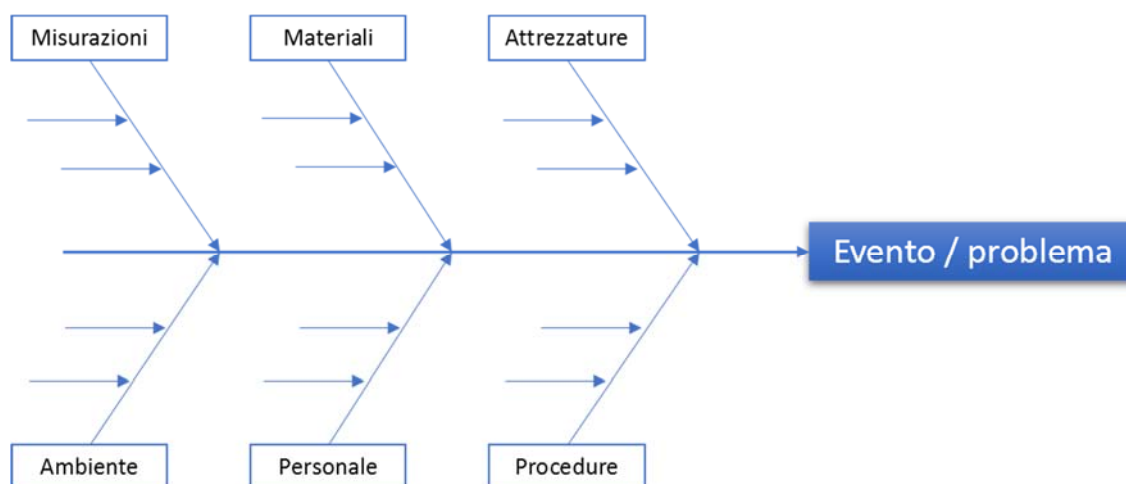 Misurazioni
Materiali
Attrezzature
Evento / problema
Ambiente
Personale
Procedure